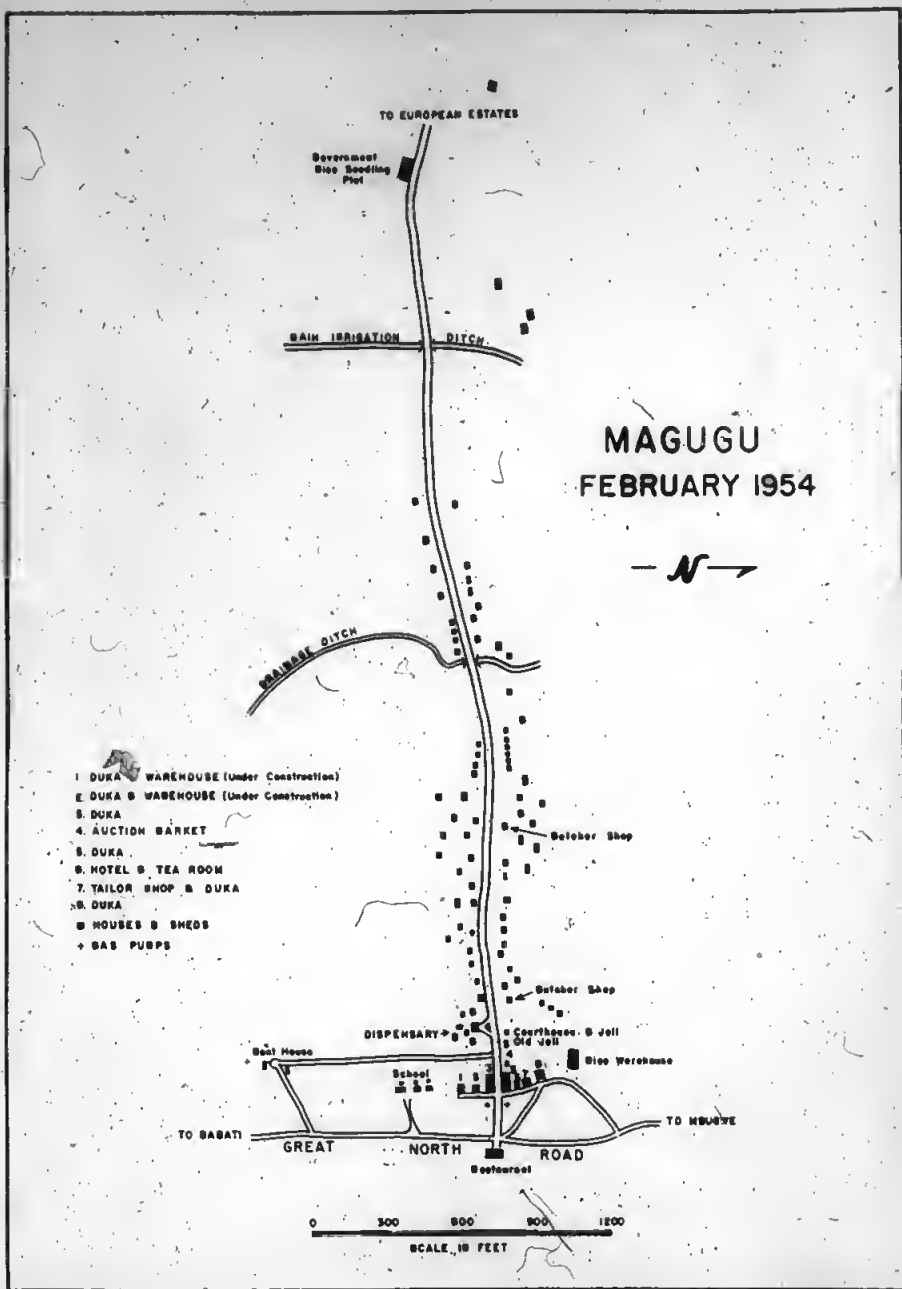 TO EUROPEAN ESTATES
Government
Rice Seedling
Plot
MAIN IRRIGATION DITCH
MAGUGU
FEBRUARY 1954
N
DRAINAGE DITCH
1 DUKA WAREHOUSE (Under Construction)
2 DUKA & WAREHOUSE (Under Construction)
3. DUKA
4. AUCTION MARKET
5. DUKA
6. HOTEL & TEA ROOM
7. TAILOR SHOP & DUKA
8. DUKA
HOUSES & SHEDS
+ GAS PUMPS
Butcher Shop
Butcher Shop
DISPENSARY
Courthouse & Jail
Old Jail
Rice Warehouse
Rest House
School
TO BABATI
GREAT NORTH ROAD
TO MBUGWE
Restaurant
0 300 600 900 1200
SCALE IN FEET